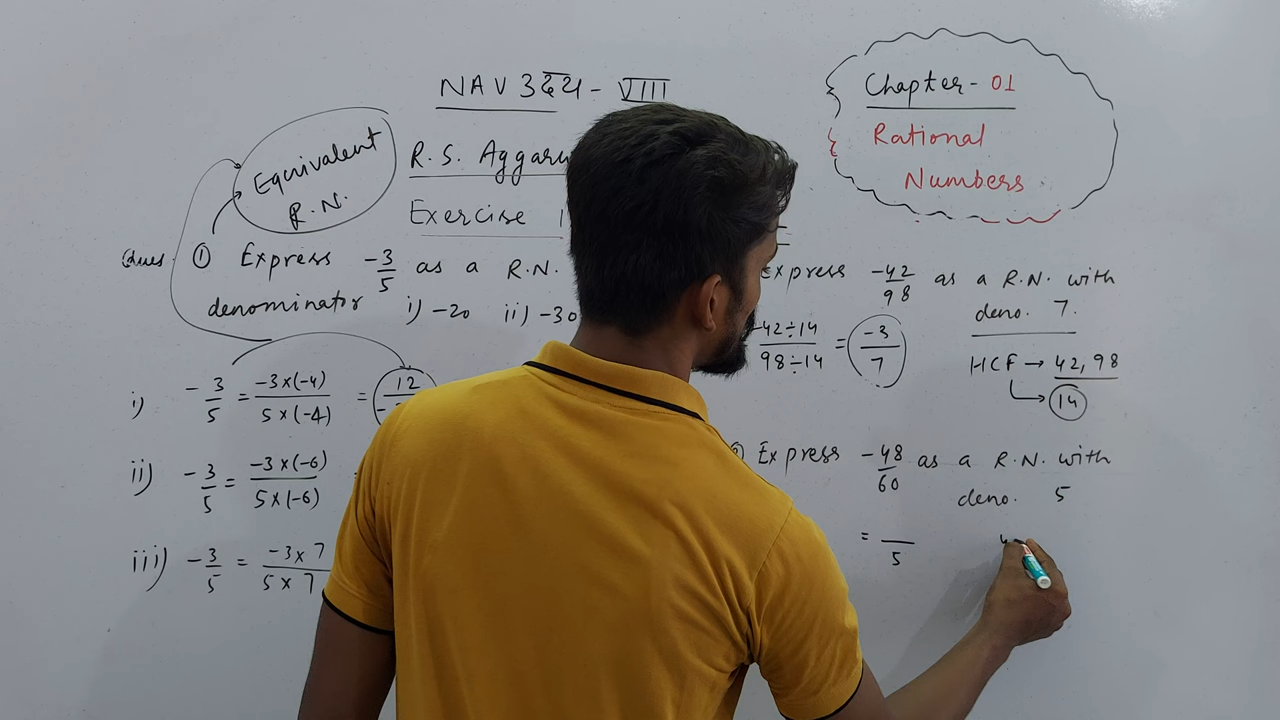 NAV 3दय - VIII
Chapter - 01
Rational
Numbers
Equivalent
R.N.
R. S. Aggarw
Exercise 1
Ques. ① Express -3/5 as a R.N.
denominator i) -20 ii) -30
i) -3/5 = -3×(-4)/5×(-4) = 12
ii) -3/5 = -3×(-6)/5×(-6)
iii) -3/5 = -3×7/5×7
Express -42/98 as a R.N. with
deno. 7.
-42÷14/98÷14 = -3/7
HCF → 42, 98
14
Express -48/60 as a R.N. with
deno. 5
= /5